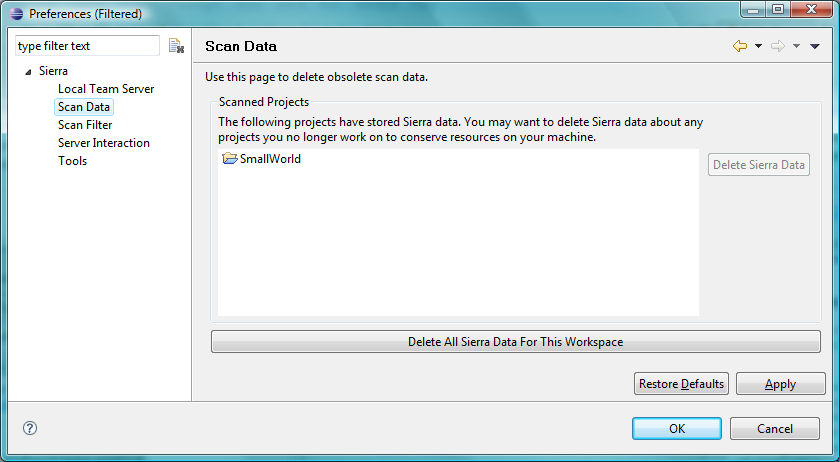 Preferences (Filtered)
type filter text
Sierra
Local Team Server
Scan Data
Scan Filter
Server Interaction
Tools
Scan Data
Use this page to delete obsolete scan data.
Scanned Projects
The following projects have stored Sierra data. You may want to delete Sierra data about any
projects you no longer work on to conserve resources on your machine.
SmallWorld
Delete Sierra Data
Delete All Sierra Data For This Workspace
Restore Defaults
Apply
?
OK
Cancel